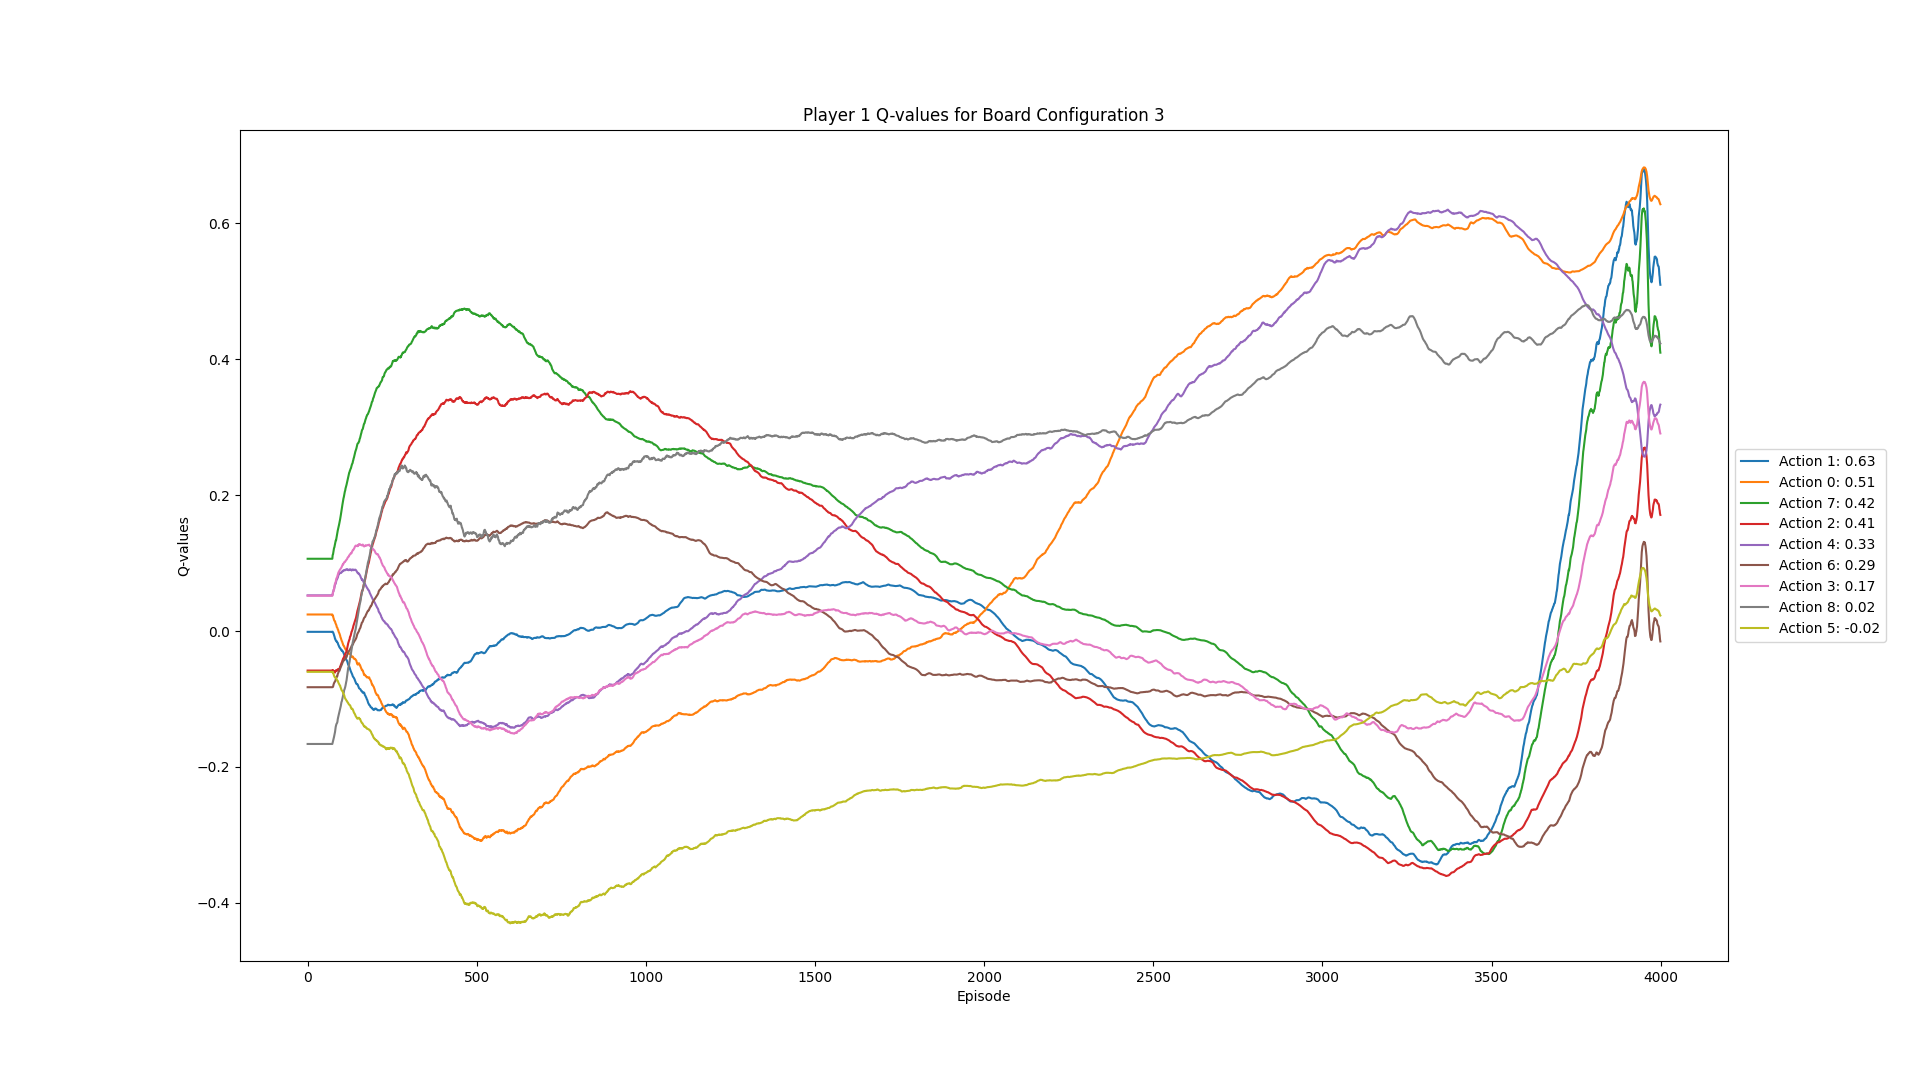 Player 1 Q-values for Board Configuration 3
Q-values
0.6
0.4
0.2
0.0
−0.2
−0.4
0
500
1000
1500
2000
2500
3000
3500
4000
Episode
Action 1: 0.63
Action 0: 0.51
Action 7: 0.42
Action 2: 0.41
Action 4: 0.33
Action 6: 0.29
Action 3: 0.17
Action 8: 0.02
Action 5: -0.02